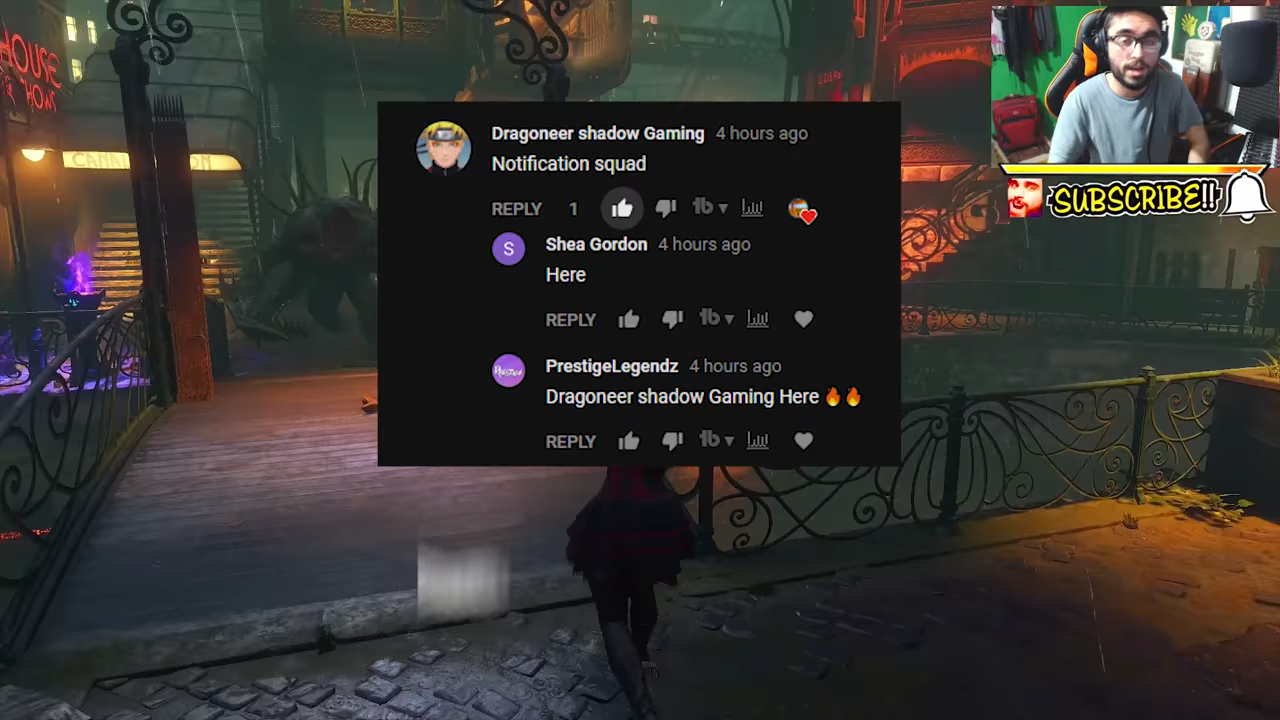 HOUSE
Dragoneer shadow Gaming 4 hours ago
Notification squad
REPLY 1
S Shea Gordon 4 hours ago
Here
REPLY
PrestigeLegendz 4 hours ago
Dragoneer shadow Gaming Here 🔥🔥
REPLY
SUBSCRIBE!!